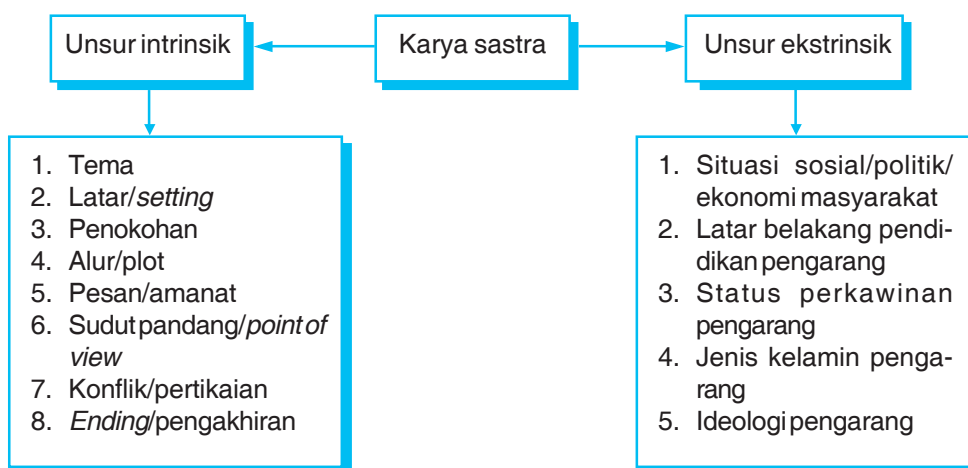 Unsur intrinsik
Karya sastra
Unsur ekstrinsik
1. Tema
2. Latar/setting
3. Penokohan
4. Alur/plot
5. Pesan/amanat
6. Sudut pandang/point of
view
7. Konflik/pertikaian
8. Ending/pengakhiran
1. Situasi sosial/politik/
ekonomi masyarakat
2. Latar belakang pendi-
dikan pengarang
3. Status perkawinan
pengarang
4. Jenis kelamin penga-
rang
5. Ideologi pengarang